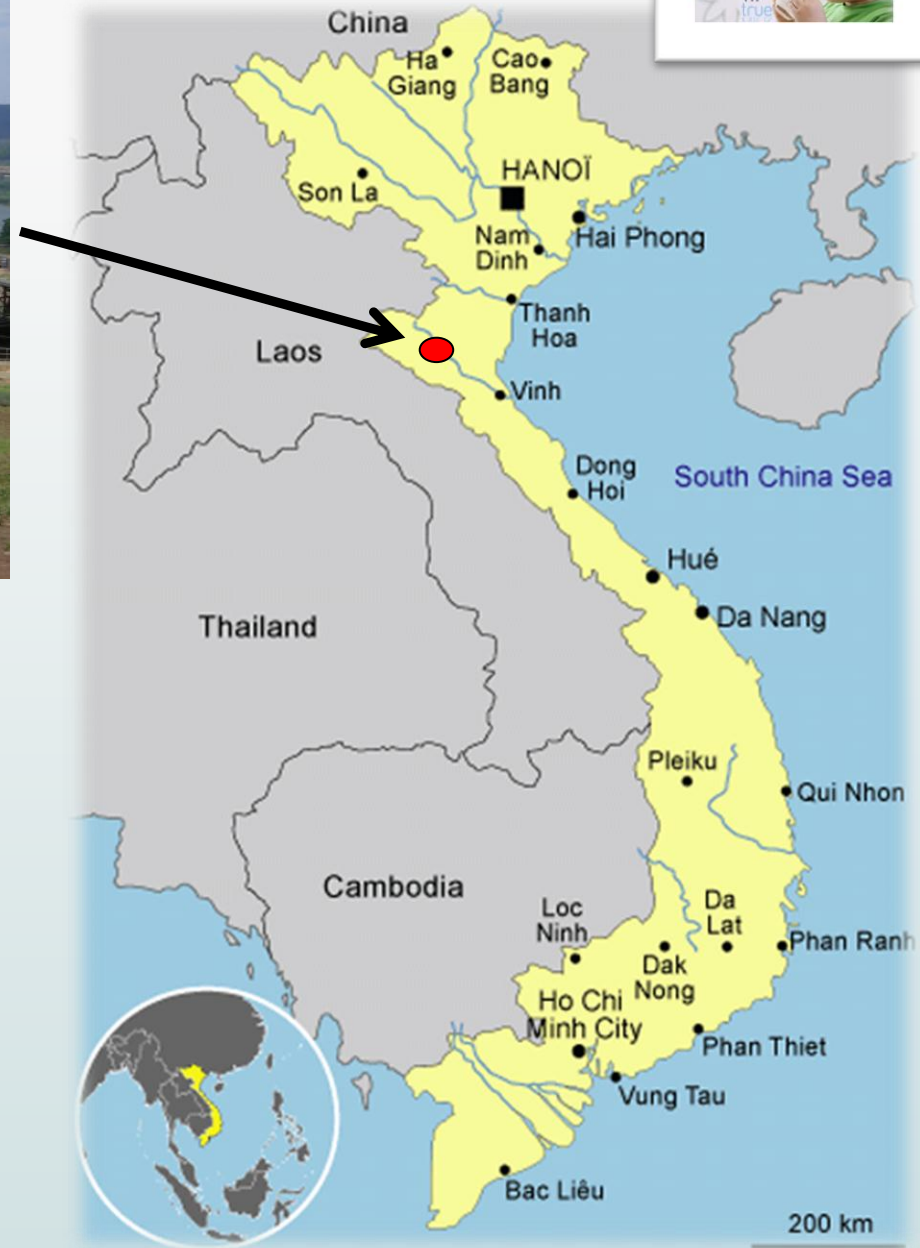 true
China
Ha
Giang
Cao
Bang
HANOÏ
Son La
Nam
Dinh
Hai Phong
Thanh
Hoa
Laos
Vinh
Dong
Hoi
South China Sea
Hué
Da Nang
Thailand
Pleiku
Qui Nhon
Cambodia
Loc
Ninh
Da
Lat
Phan Ranh
Dak
Nong
Ho Chi
Minh City
Phan Thiet
Vung Tau
Bac Liêu
200 km